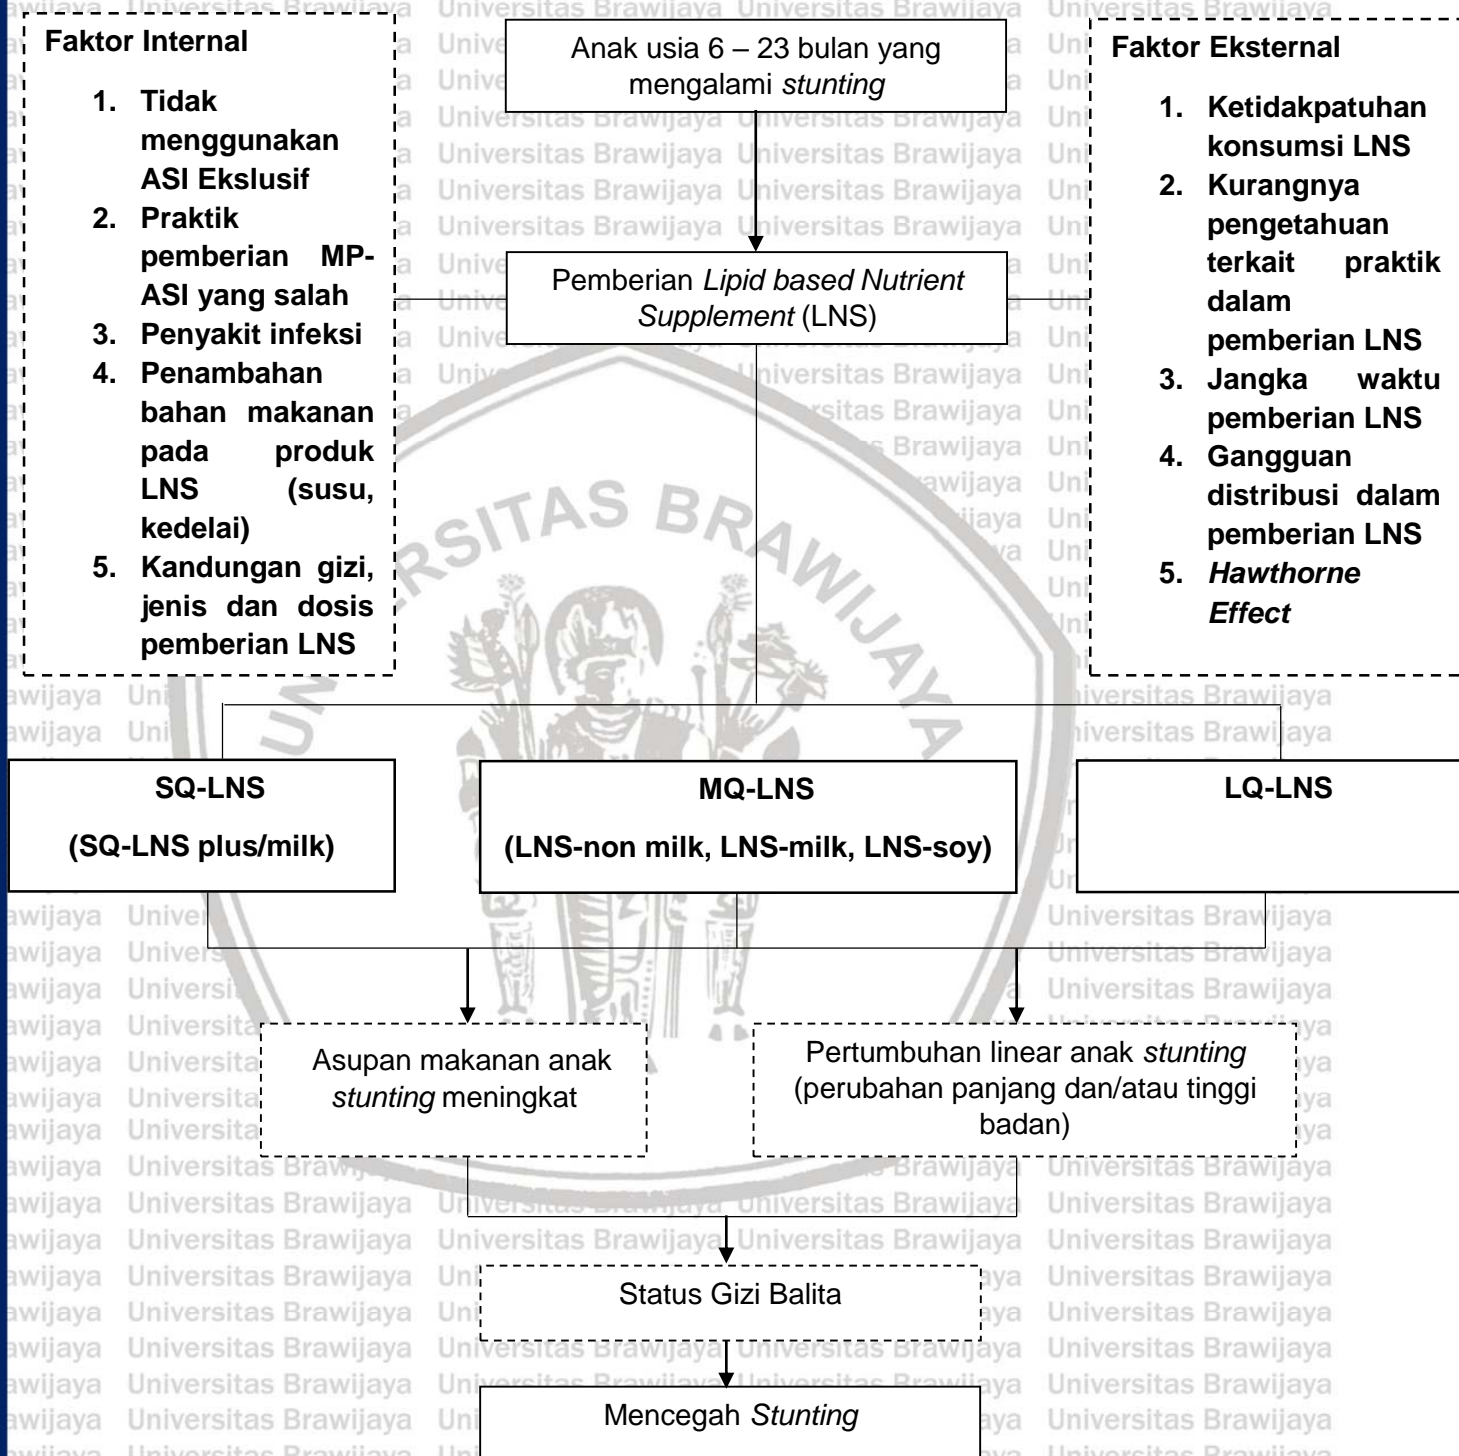 Faktor Internal
1. Tidak
menggunakan
ASI Ekslusif
2. Praktik
pemberian MP-
ASI yang salah
3. Penyakit infeksi
4. Penambahan
bahan makanan
pada produk
LNS (susu,
kedelai)
5. Kandungan gizi,
jenis dan dosis
pemberian LNS
Anak usia 6 – 23 bulan yang
mengalami stunting
Pemberian Lipid based Nutrient
Supplement (LNS)
Faktor Eksternal
1. Ketidakpatuhan
konsumsi LNS
2. Kurangnya
pengetahuan
terkait praktik
dalam
pemberian LNS
3. Jangka waktu
pemberian LNS
4. Gangguan
distribusi dalam
pemberian LNS
5. Hawthorne
Effect
SQ-LNS
(SQ-LNS plus/milk)
MQ-LNS
(LNS-non milk, LNS-milk, LNS-soy)
LQ-LNS
Asupan makanan anak
stunting meningkat
Pertumbuhan linear anak stunting
(perubahan panjang dan/atau tinggi
badan)
Status Gizi Balita
Mencegah Stunting
UNIVERSITAS BRAWIJAYA